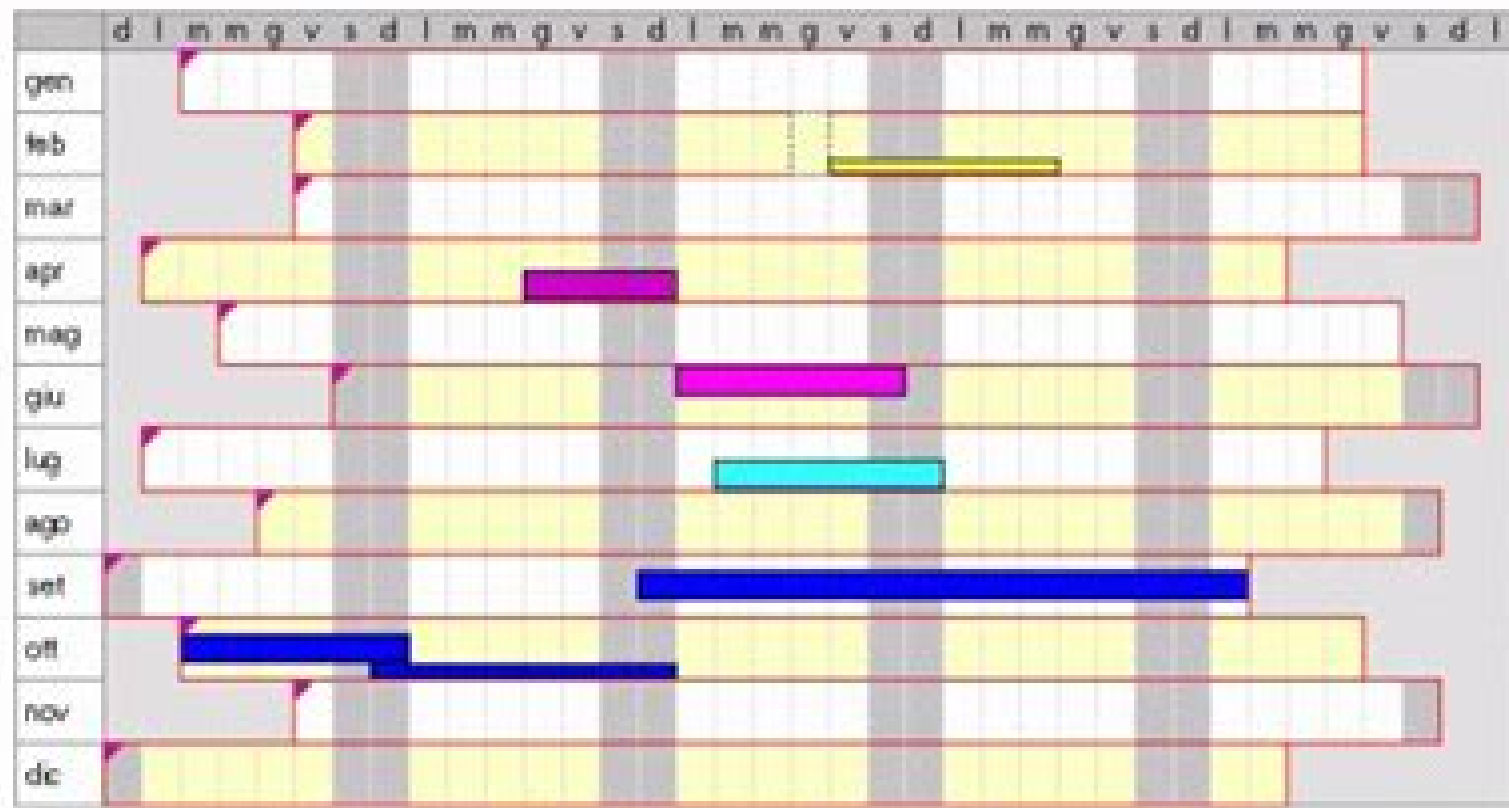 d l m m g v s d l m m g v s d l m m g v s d l m m g v s d l m m g v s d l
gen
feb
mar
apr
mag
giu
lug
ago
set
ott
nov
dic